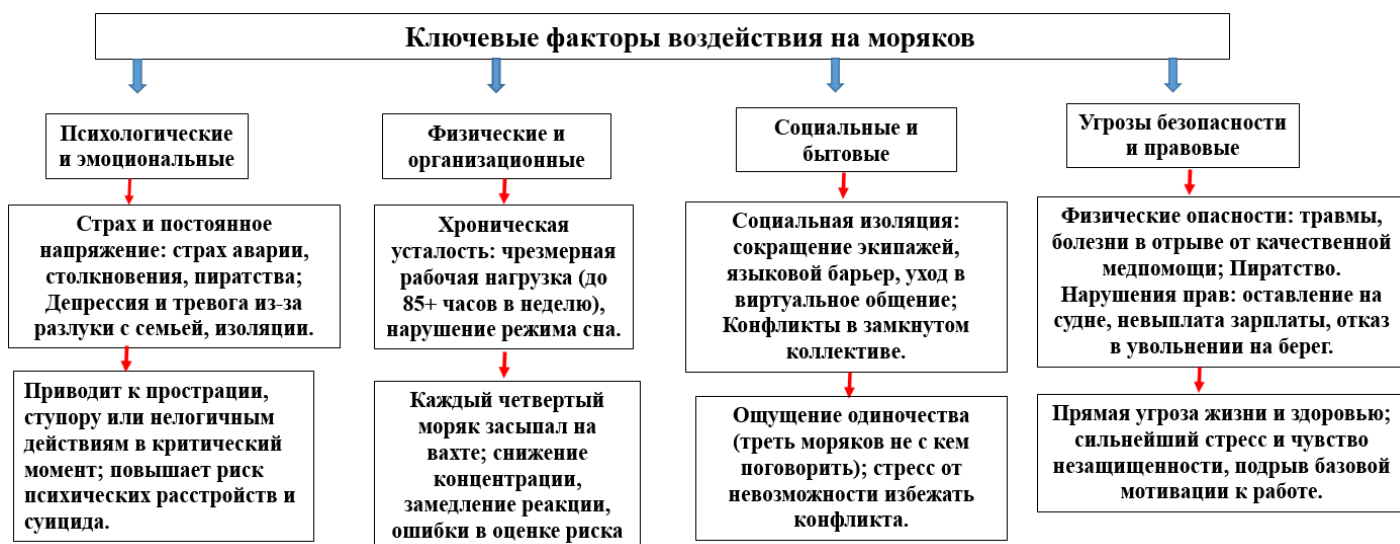 Ключевые факторы воздействия на моряков
Психологические
и эмоциональные
Страх и постоянное
напряжение: страх аварии,
столкновения, пиратства;
Депрессия и тревога из-за
разлуки с семьей, изоляции.
Приводит к прострации,
ступору или нелогичным
действиям в критический
момент; повышает риск
психических расстройств и
суицида.
Физические и
организационные
Хроническая
усталость: чрезмерная
рабочая нагрузка (до
85+ часов в неделю),
нарушение режима сна.
Каждый четвертый
моряк засыпал на
вахте; снижение
концентрации,
замедление реакции,
ошибки в оценке риска
Социальные и
бытовые
Социальная изоляция:
сокращение экипажей,
языковой барьер, уход в
виртуальное общение;
Конфликты в замкнутом
коллективе.
Ощущение одиночества
(треть моряков не с кем
поговорить); стресс от
невозможности избежать
конфликта.
Угрозы безопасности
и правовые
Физические опасности: травмы,
болезни в отрыве от качественной
медпомощи; Пиратство.
Нарушения прав: оставление на
судне, невыплата зарплаты, отказ
в увольнении на берег.
Прямая угроза жизни и здоровью;
сильнейший стресс и чувство
незащищенности, подрыв базовой
мотивации к работе.